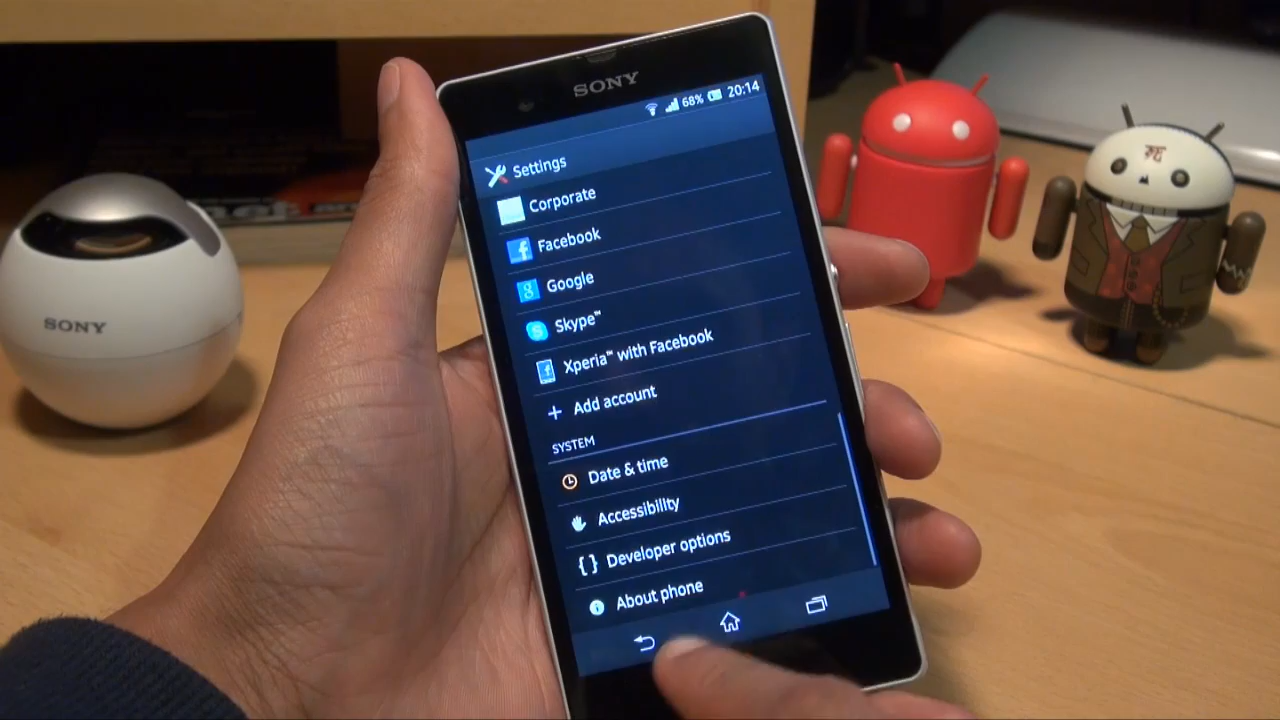 SONY
68% 20:14
Settings
Corporate
Facebook
Google
Skype™
Xperia™ with Facebook
+ Add account
SYSTEM
Date & time
Accessibility
{ } Developer options
About phone
SONY
死